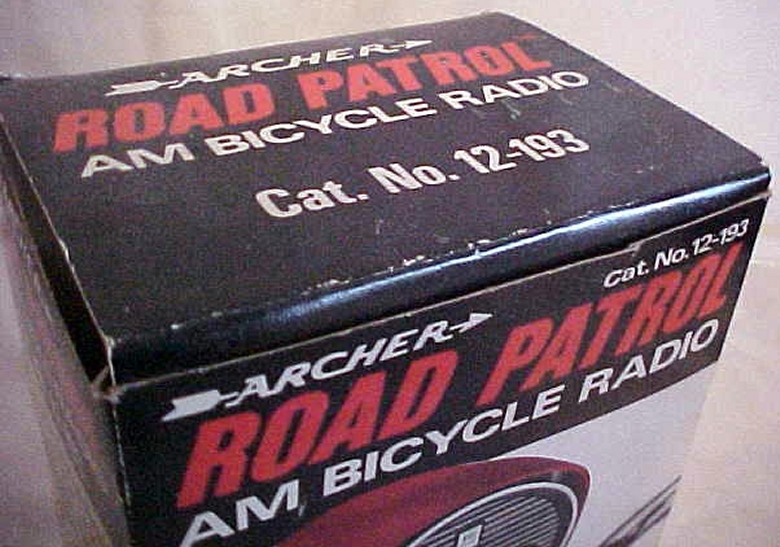 ARCHER
ROAD PATROL
AM BICYCLE RADIO
Cat. No. 12-193
Cat. No. 12-193
ARCHER
ROAD PATROL
AM BICYCLE RADIO